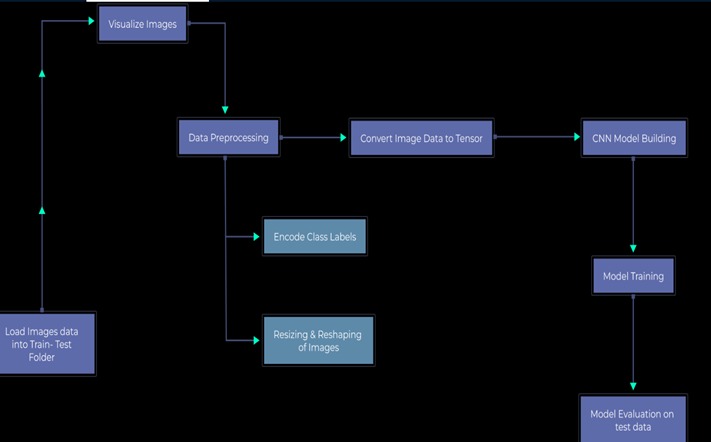 Visualize Images
Data Preprocessing
Convert Image Data to Tensor
CNN Model Building
Encode Class Labels
Model Training
Load Images data
into Train- Test
Folder
Resizing & Reshaping
of Images
Model Evaluation on
test data